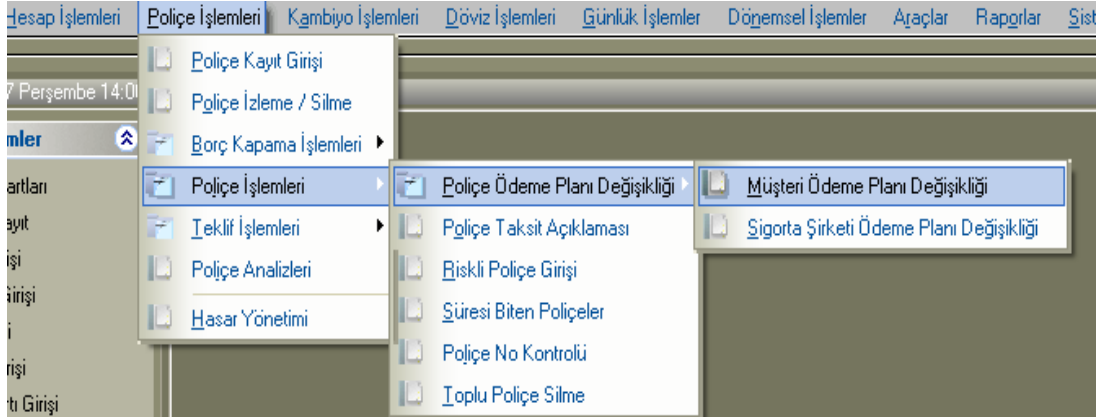 Hesap İşlemleri Poliçe İşlemleri Kambiyo İşlemleri Döviz İşlemleri Günlük İşlemler Dönemsel İşlemler Araçlar Raporlar Sist
Poliçe Kayıt Girişi
7 Perşembe 14:0
Poliçe İzleme / Silme
mler
Borç Kapama İşlemleri
artları
Poliçe İşlemleri
Poliçe Ödeme Planı Değişikliği
Müşteri Ödeme Planı Değişikliği
ayıt
Teklif İşlemleri
Poliçe Taksit Açıklaması
Sigorta Şirketi Ödeme Planı Değişikliği
işi
Poliçe Analizleri
Riskli Poliçe Girişi
Girişi
Hasar Yönetimi
Süresi Biten Poliçeler
i
rişi
Poliçe No Kontrolü
tı Girişi
Toplu Poliçe Silme